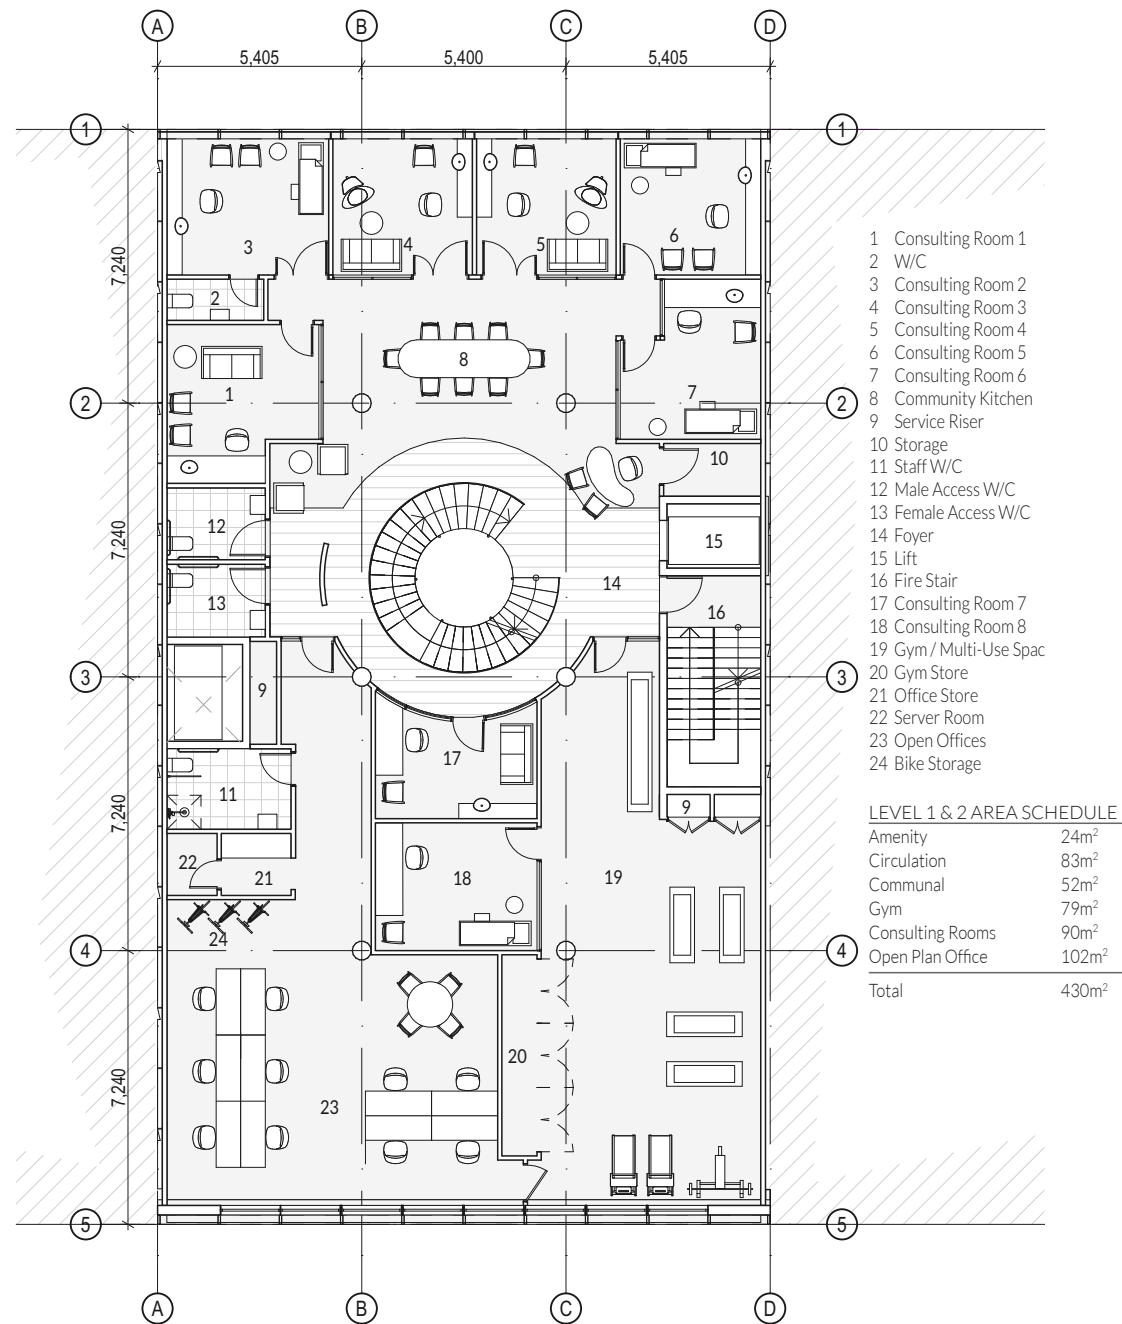 A B C D
5,405 5,400 5,405
1 1
7,240
3 4 5 6
2
8
1 7
2 2
10
7,240
12 15
14
13 16
3 3
9
17
11 9
7,240
22 21 18 19
24
4 4
20
23
7,240
5 5
A B C D
1 Consulting Room 1
2 W/C
3 Consulting Room 2
4 Consulting Room 3
5 Consulting Room 4
6 Consulting Room 5
7 Consulting Room 6
8 Community Kitchen
9 Service Riser
10 Storage
11 Staff W/C
12 Male Access W/C
13 Female Access W/C
14 Foyer
15 Lift
16 Fire Stair
17 Consulting Room 7
18 Consulting Room 8
19 Gym / Multi-Use Spac
20 Gym Store
21 Office Store
22 Server Room
23 Open Offices
24 Bike Storage
LEVEL 1 & 2 AREA SCHEDULE
Amenity 24m²
Circulation 83m²
Communal 52m²
Gym 79m²
Consulting Rooms 90m²
Open Plan Office 102m²
Total 430m²